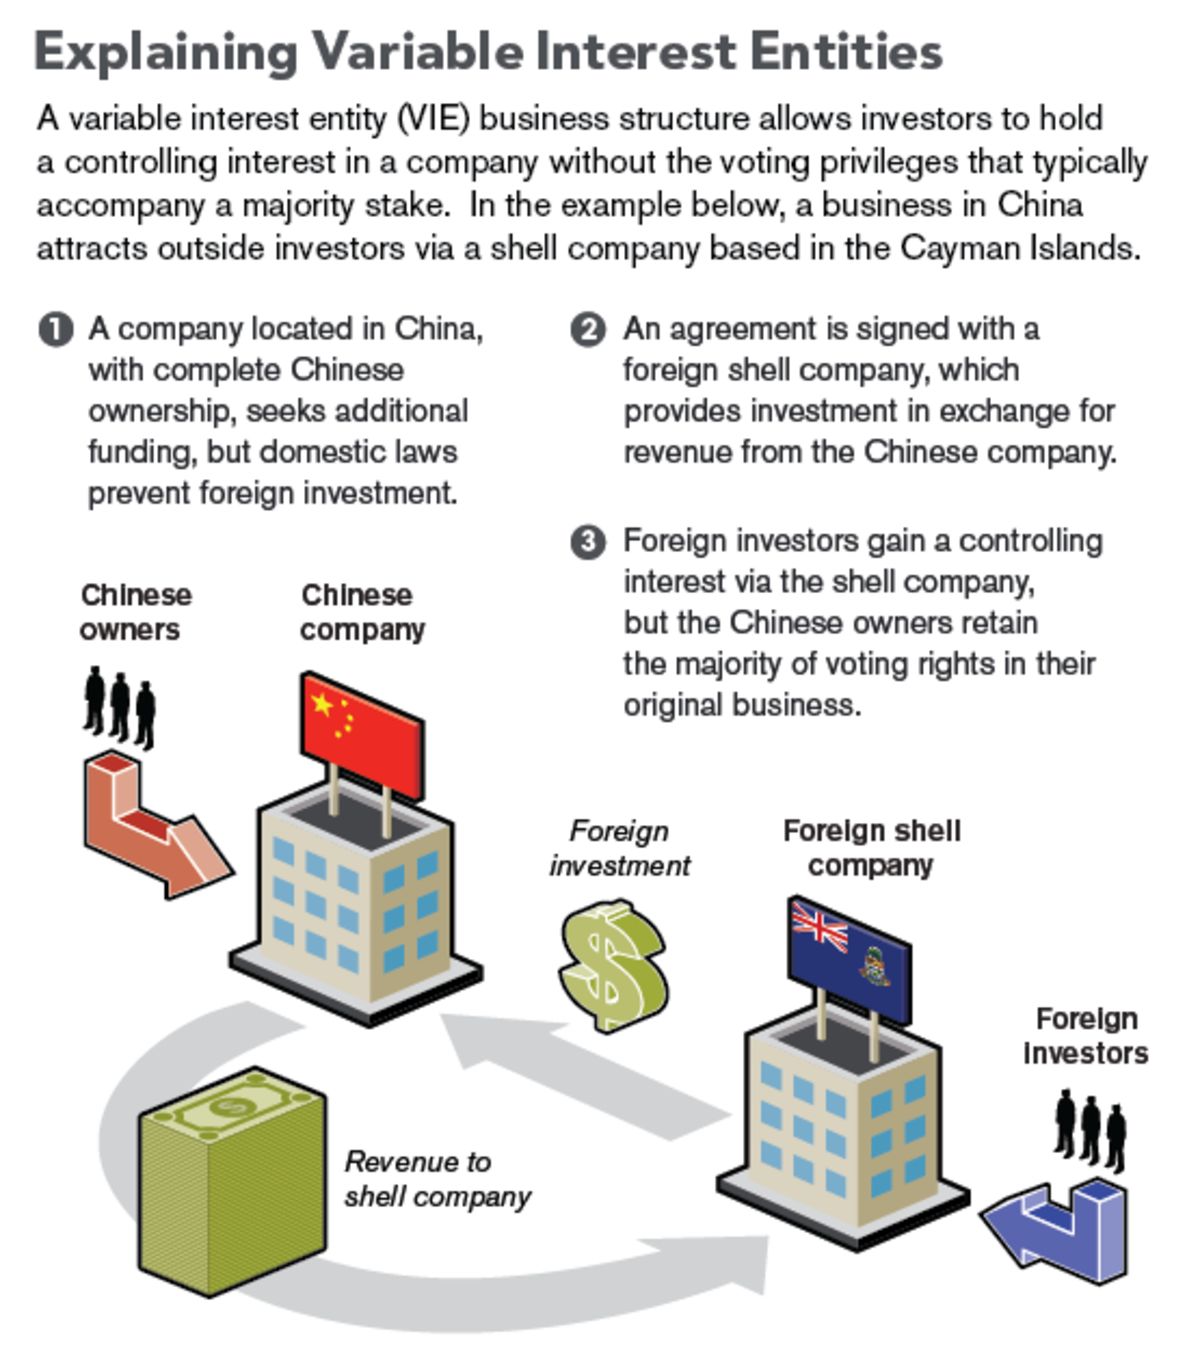 Explaining Variable Interest Entities
A variable interest entity (VIE) business structure allows investors to hold
a controlling interest in a company without the voting privileges that typically
accompany a majority stake.  In the example below, a business in China
attracts outside investors via a shell company based in the Cayman Islands.
1 A company located in China,
with complete Chinese
ownership, seeks additional
funding, but domestic laws
prevent foreign investment.
2 An agreement is signed with a
foreign shell company, which
provides investment in exchange for
revenue from the Chinese company.
3 Foreign investors gain a controlling
interest via the shell company,
but the Chinese owners retain
the majority of voting rights in their
original business.
Chinese
owners
Chinese
company
Foreign
investment
$
Foreign shell
company
Foreign
investors
$
Revenue to
shell company